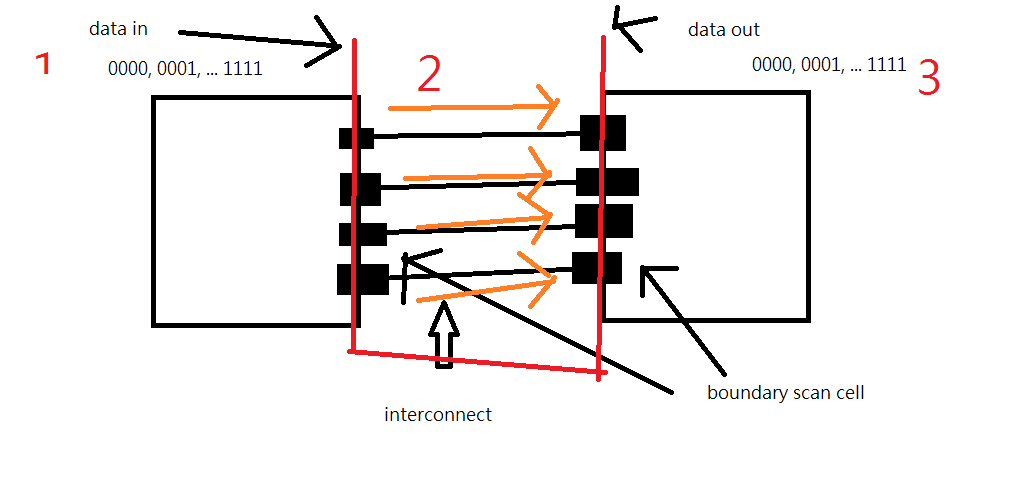 data in
data out
1
0000, 0001, ... 1111
2
0000, 0001, ... 1111
3
boundary scan cell
interconnect